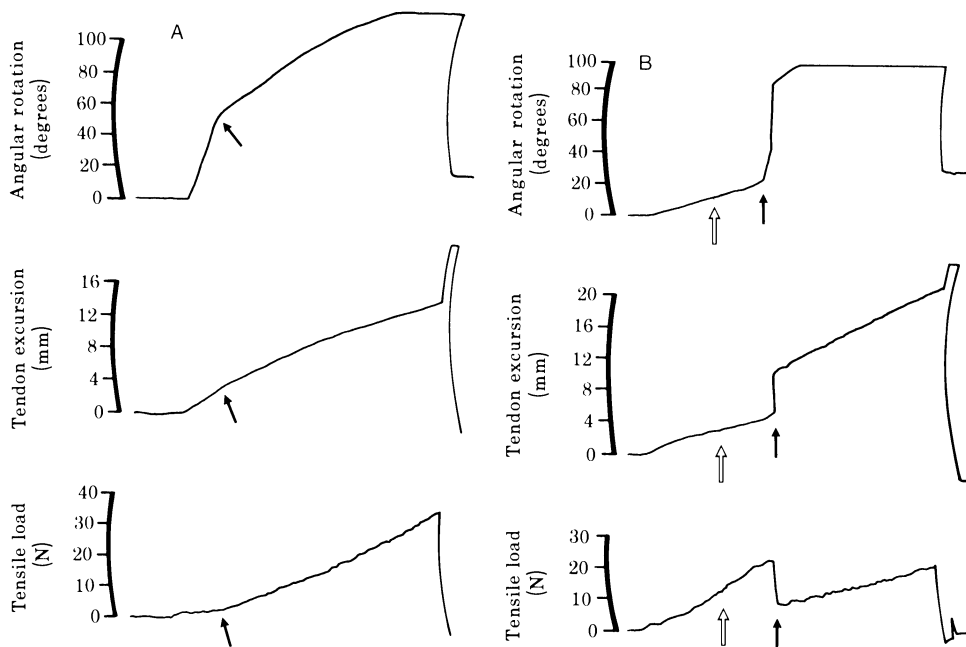 A
Angular rotation
(degrees)
100
80
60
40
20
0
Tendon excursion
(mm)
16
12
8
4
0
Tensile load
(N)
40
30
20
10
0
B
Angular rotation
(degrees)
100
80
60
40
20
0
Tendon excursion
(mm)
20
16
12
8
4
0
Tensile load
(N)
30
20
10
0